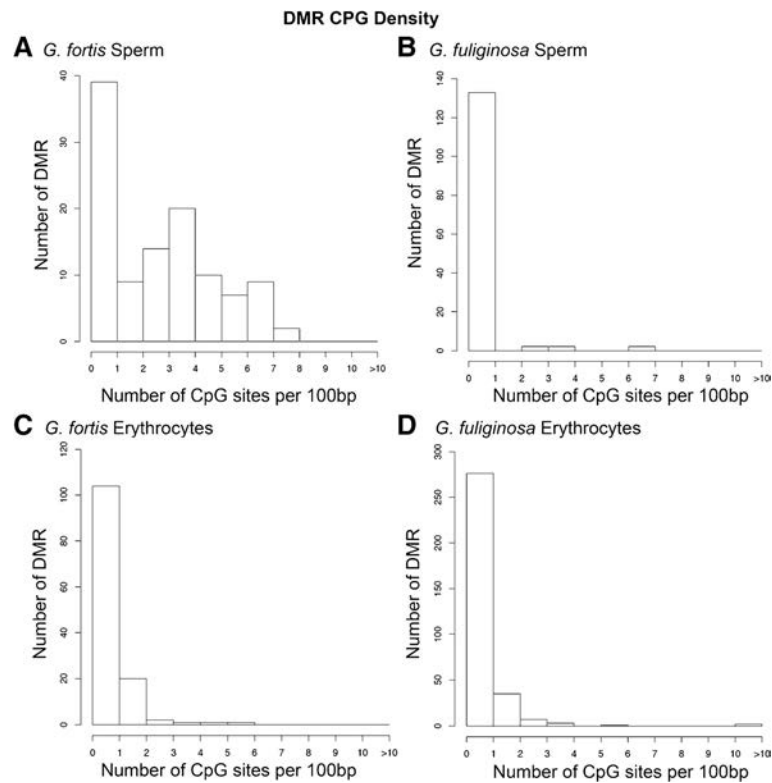 DMR CPG Density
A G. fortis Sperm
Number of DMR
40
30
20
10
0
0 1 2 3 4 5 6 7 8 9 10 >10
Number of CpG sites per 100bp
B G. fuliginosa Sperm
Number of DMR
140
120
100
80
60
40
20
0
0 1 2 3 4 5 6 7 8 9 10 >10
Number of CpG sites per 100bp
C G. fortis Erythrocytes
Number of DMR
120
100
80
60
40
20
0
0 1 2 3 4 5 6 7 8 9 10 >10
Number of CpG sites per 100bp
D G. fuliginosa Erythrocytes
Number of DMR
300
250
200
150
100
50
0
0 1 2 3 4 5 6 7 8 9 10 >10
Number of CpG sites per 100bp